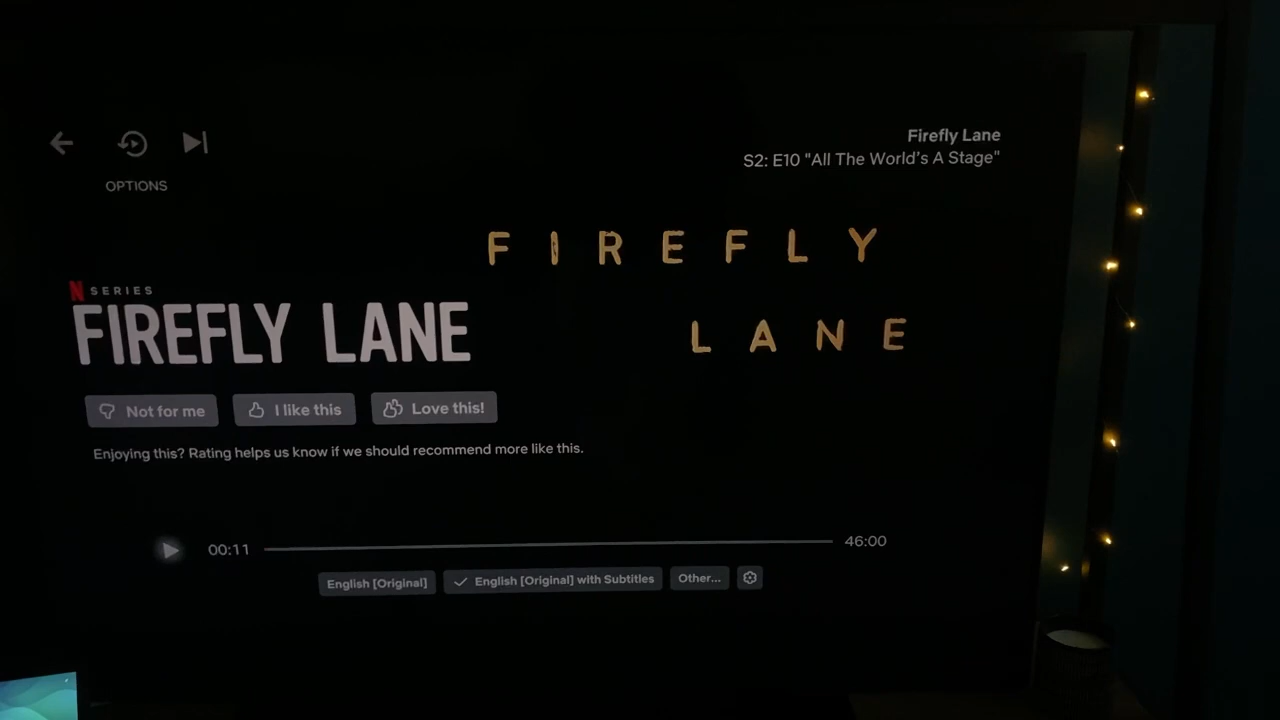 Firefly Lane
S2: E10 "All The World's A Stage"
OPTIONS
FIREFLY
LANE
N SERIES
FIREFLY LANE
Not for me
I like this
Love this!
Enjoying this? Rating helps us know if we should recommend more like this.
00:11
46:00
English [Original]
English [Original] with Subtitles
Other...